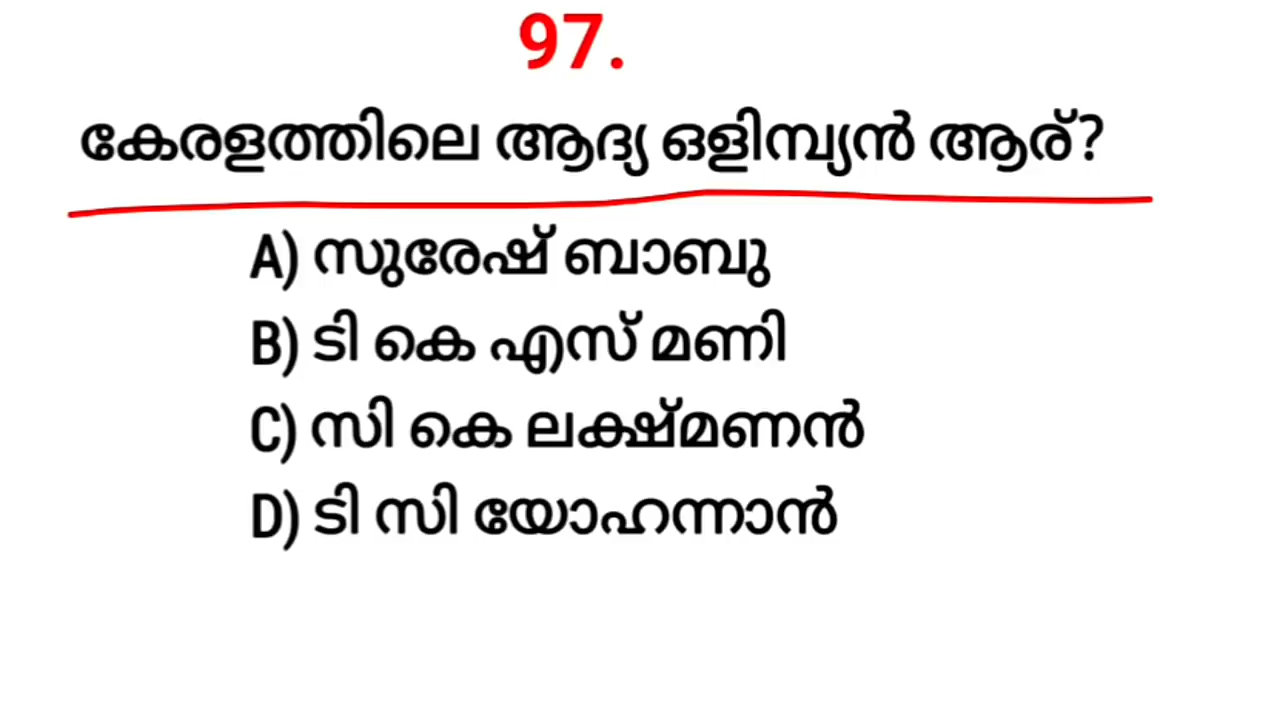 97.
കേരളത്തിലെ ആദ്യ ഒളിമ്പ്യൻ ആര്?
A) സുരേഷ് ബാബു
B) ടി കെ എസ് മണി
C) സി കെ ലക്ഷ്മണൻ
D) ടി സി യോഹന്നാൻ